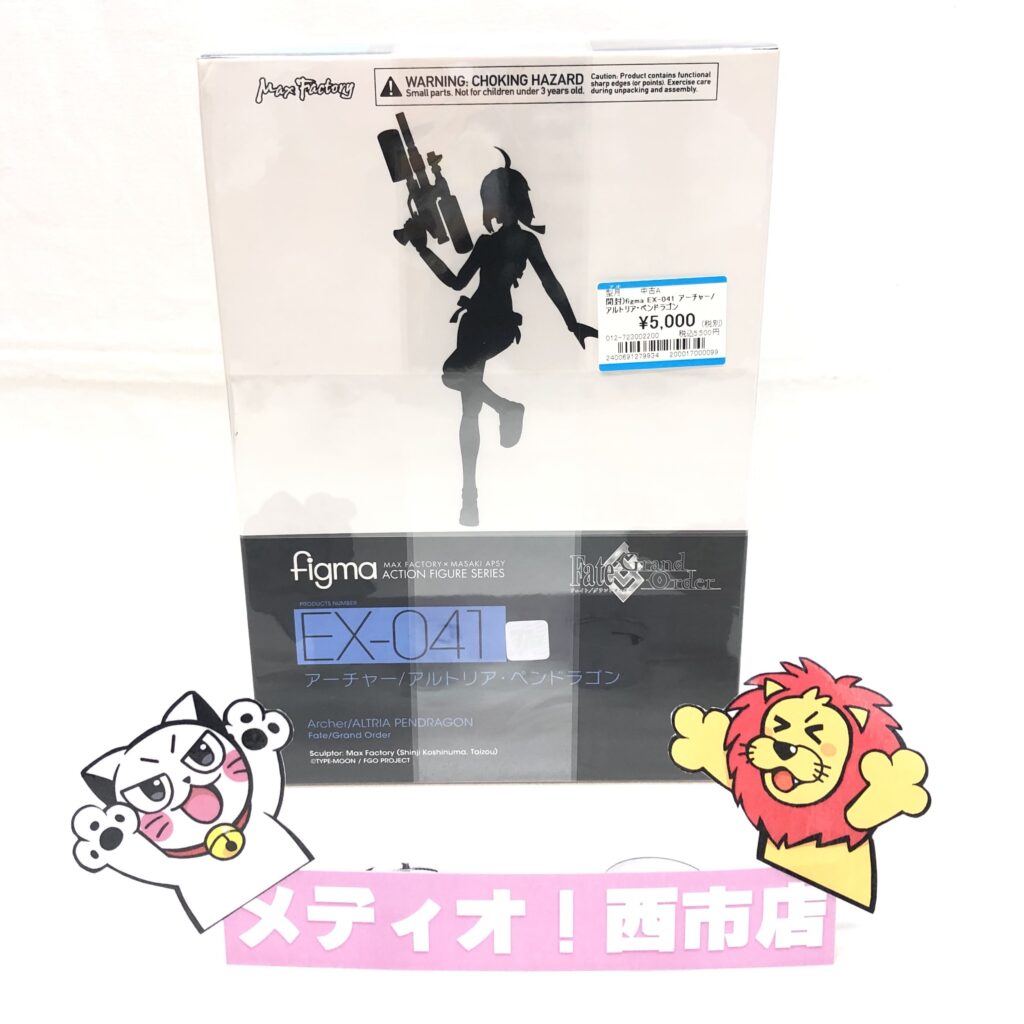 Max Factory
WARNING: CHOKING HAZARD
Small parts. Not for children under 3 years old.
Caution: Product contains functional
sharp edges (or points). Exercise care
during unpacking and assembly.
中古A
開封)figma EX-041 アーチャー/
アルトリア・ペンドラゴン
¥5,000 (税別)
税込5,500円
012-723002200
2400691279934 200017000099
figma
MAX FACTORY × MASAKI APSY
ACTION FIGURE SERIES
Fate Grand Order
PRODUCTS NUMBER
EX-041
アーチャー/アルトリア・ペンドラゴン
Archer/ALTRIA PENDRAGON
Fate/Grand Order
Sculptor: Max Factory (Shinji Koshinuma, Taizou)
©TYPE-MOON / FGO PROJECT
メディオ!西市店